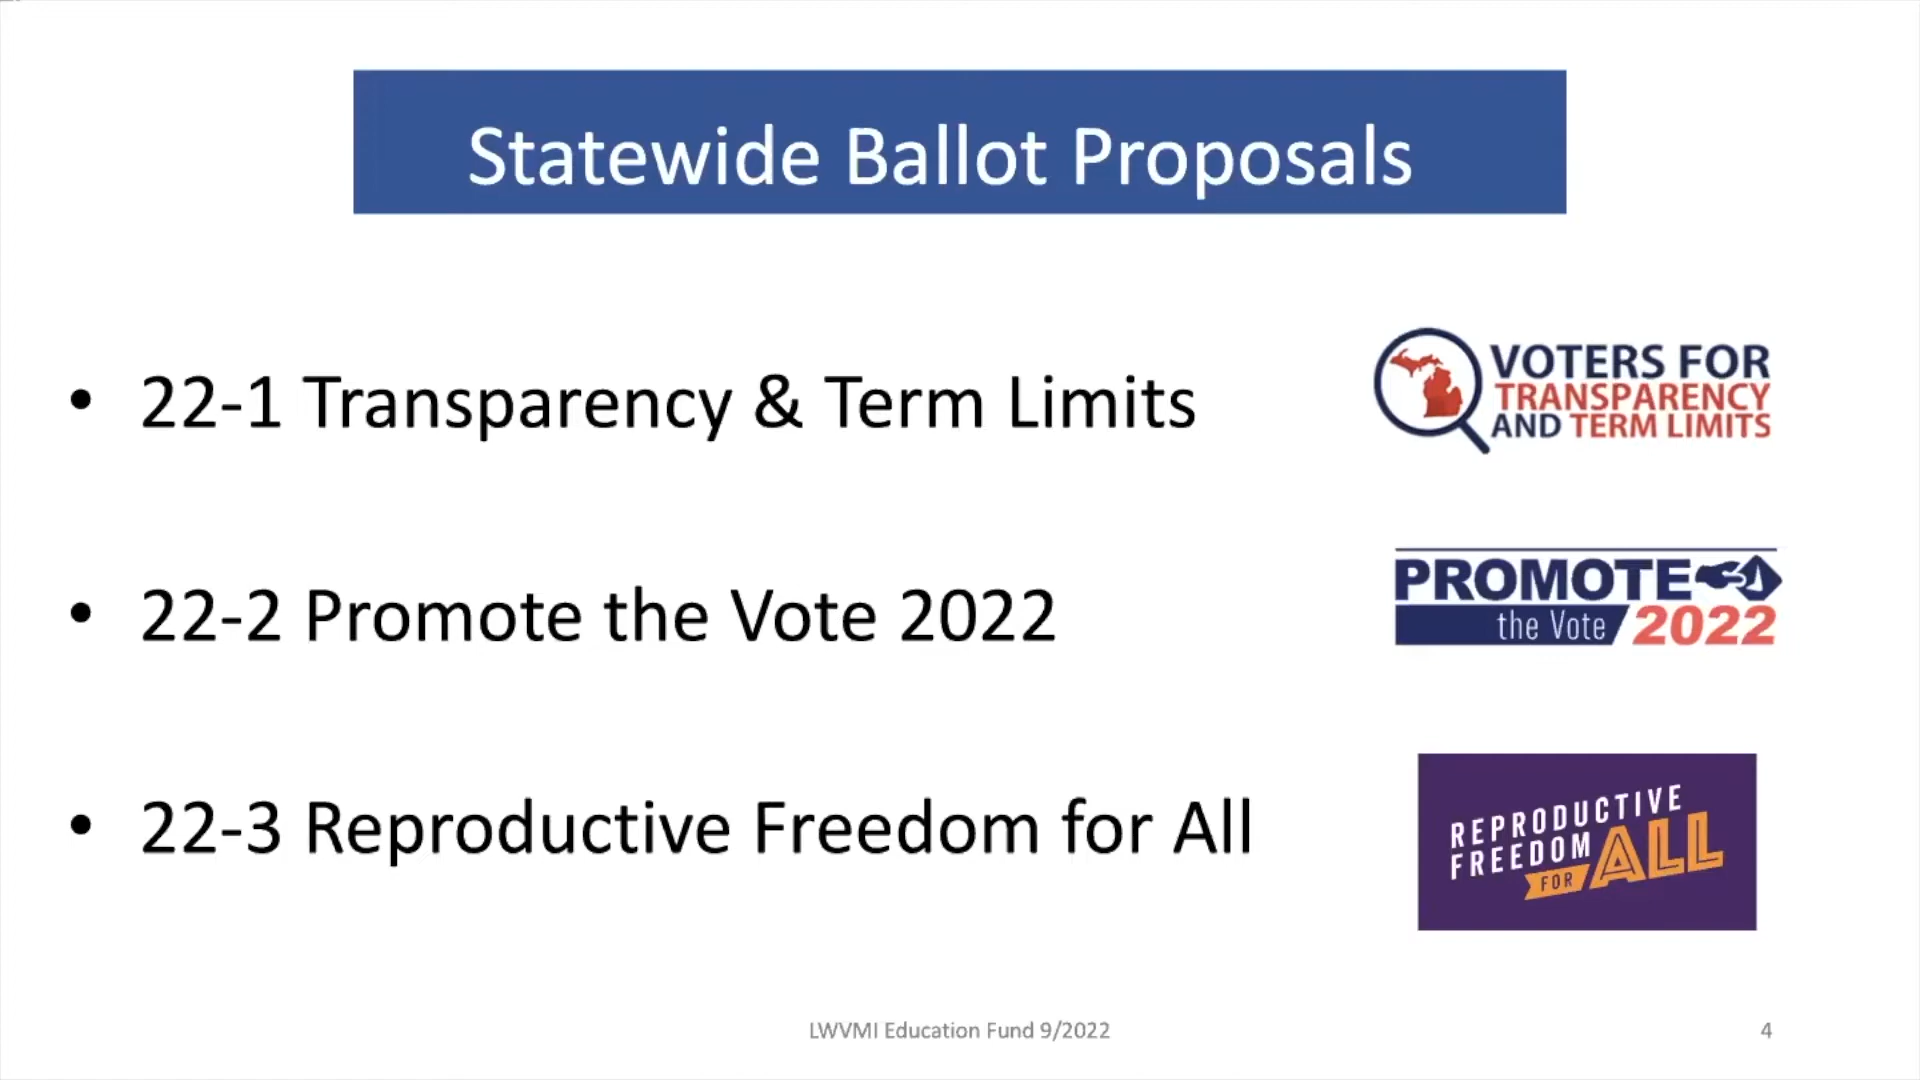 Statewide Ballot Proposals
• 22-1 Transparency & Term Limits
VOTERS FOR
TRANSPARENCY
AND TERM LIMITS
• 22-2 Promote the Vote 2022
PROMOTE
the Vote 2022
• 22-3 Reproductive Freedom for All
REPRODUCTIVE
FREEDOM
FOR ALL
LWVMI Education Fund 9/2022
4